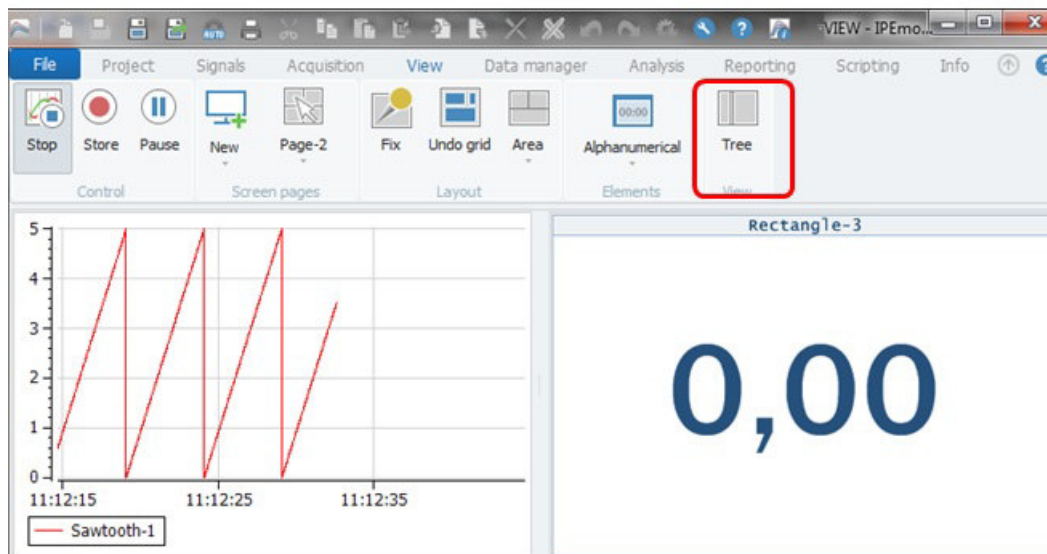 VIEW - IPEmo...
AUTO
File Project Signals Acquisition View Data manager Analysis Reporting Scripting Info
00:00
Stop Store Pause New Page-2 Fix Undo grid Area Alphanumerical Tree
Control Screen pages Layout Elements View
Rectangle-3
5
4
3
2
1
0
11:12:15 11:12:25 11:12:35
Sawtooth-1
0,00